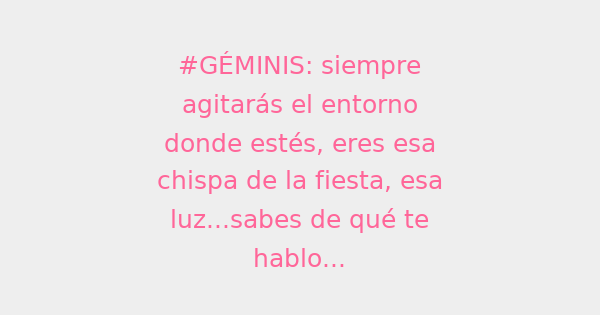 #GÉMINIS: siempre
agitarás el entorno
donde estés, eres esa
chispa de la fiesta, esa
luz...sabes de qué te
hablo...